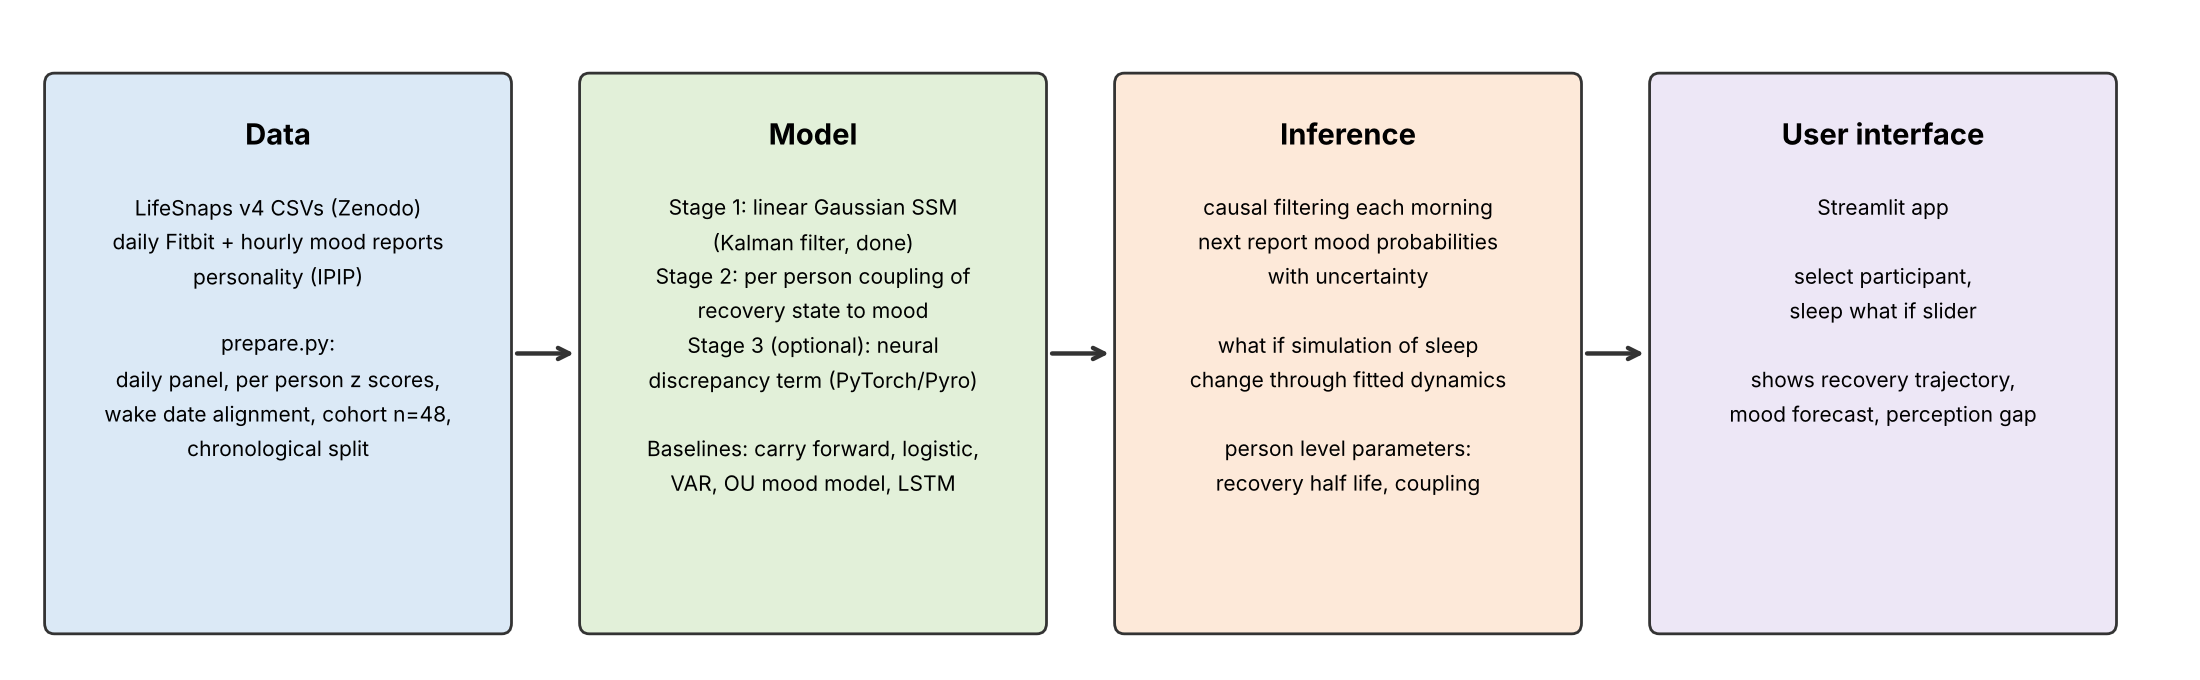 Data
LifeSnaps v4 CSVs (Zenodo)
daily Fitbit + hourly mood reports
personality (IPIP)
prepare.py:
daily panel, per person z scores,
wake date alignment, cohort n=48,
chronological split
Model
Stage 1: linear Gaussian SSM
(Kalman filter, done)
Stage 2: per person coupling of
recovery state to mood
Stage 3 (optional): neural
discrepancy term (PyTorch/Pyro)
Baselines: carry forward, logistic,
VAR, OU mood model, LSTM
Inference
causal filtering each morning
next report mood probabilities
with uncertainty
what if simulation of sleep
change through fitted dynamics
person level parameters:
recovery half life, coupling
User interface
Streamlit app
select participant,
sleep what if slider
shows recovery trajectory,
mood forecast, perception gap